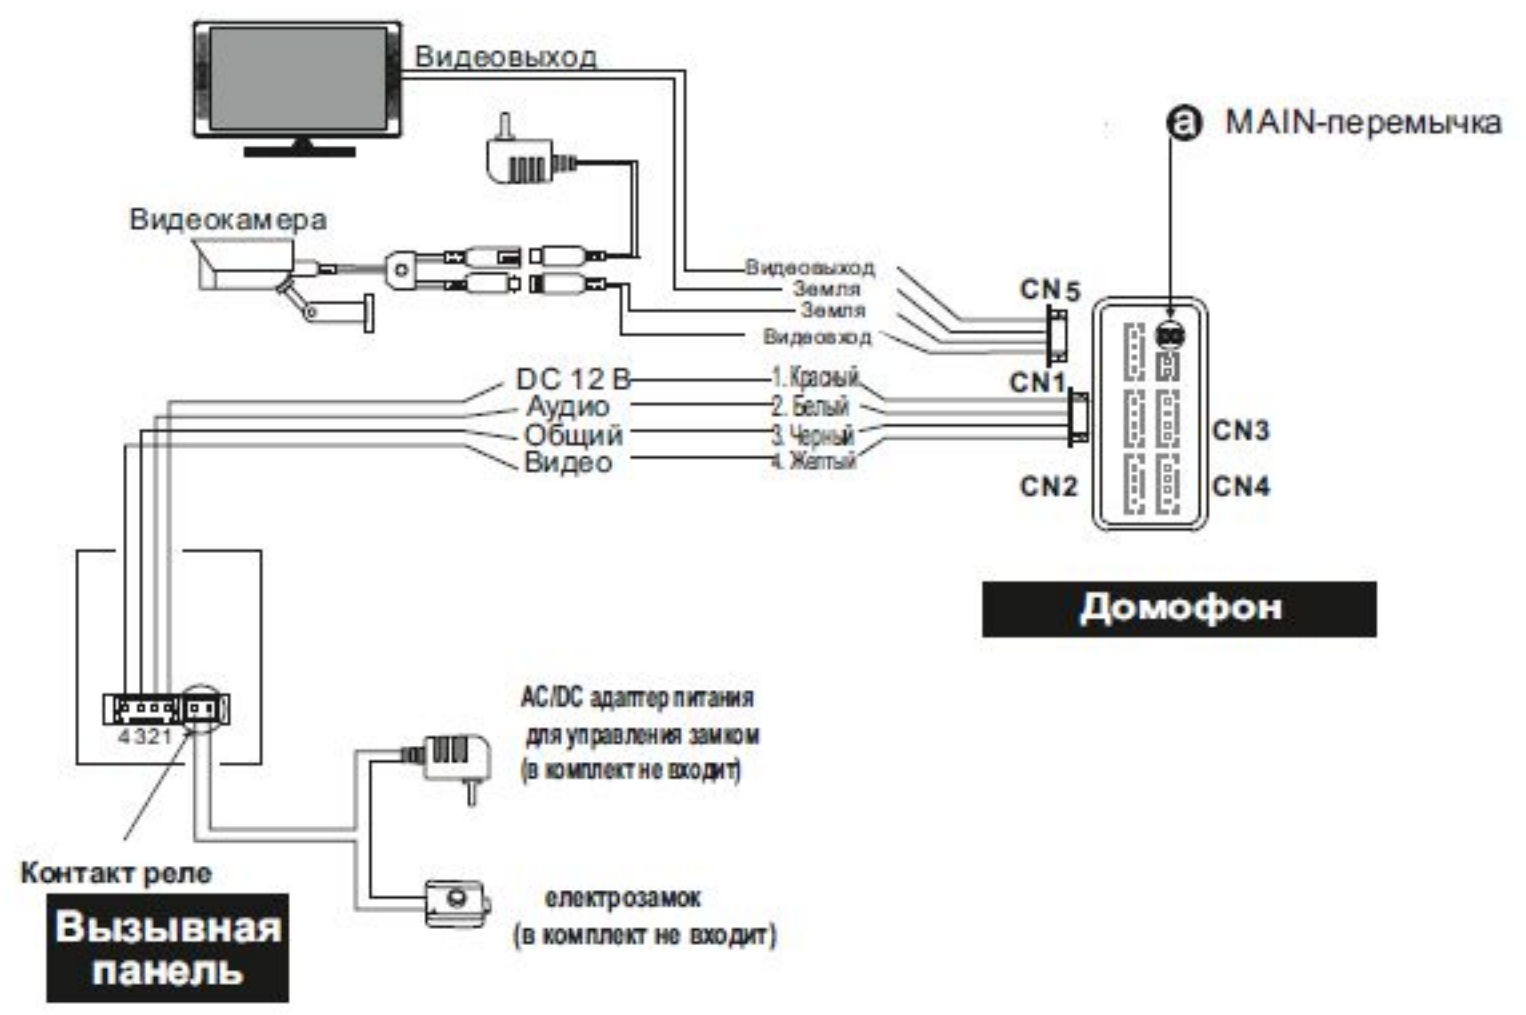 Видеовыход
a MAIN-перемычка
Видеокамера
Видеовыход
Земля
Земля
Видеовход
CN5
CN1
DC 12 В 1. Красный
Аудио 2. Белый
Общий 3. Черный
Видео 4. Желтый
CN3
CN2
CN4
Домофон
4 3 2 1
AC/DC адаптер питания
для управления замком
(в комплект не входит)
Контакт реле
Вызывная
панель
електрозамок
(в комплект не входит)